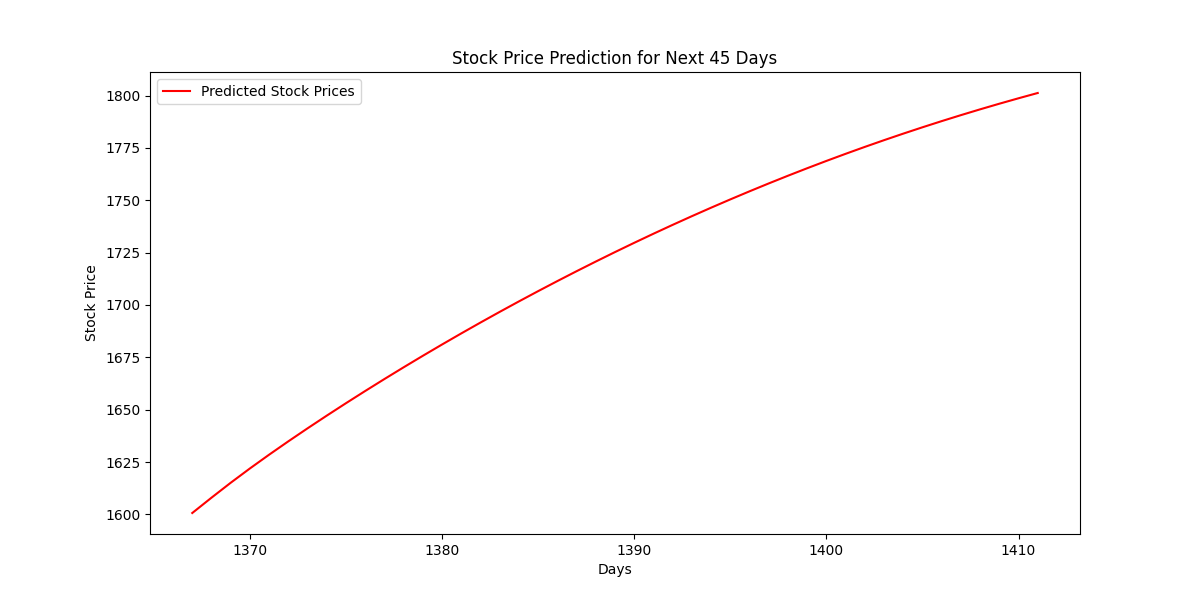 Stock Price Prediction for Next 45 Days
Predicted Stock Prices
1800
1775
1750
1725
1700
1675
1650
1625
1600
Stock Price
1370 1380 1390 1400 1410
Days